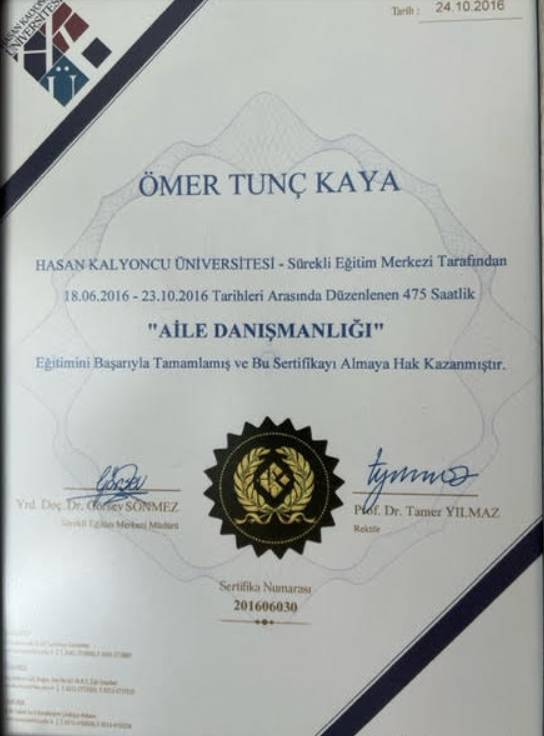 HASAN KALYONCU
ÜNİVERSİTESİ
Tarih : 24.10.2016
ÖMER TUNÇ KAYA
HASAN KALYONCU ÜNİVERSİTESİ - Sürekli Eğitim Merkezi Tarafından
18.06.2016 - 23.10.2016 Tarihleri Arasında Düzenlenen 475 Saatlik
"AİLE DANIŞMANLIĞI"
Eğitimini Başarıyla Tamamlamış ve Bu Sertifikayı Almaya Hak Kazanmıştır.
Yrd. Doç. Dr. Görsev SÖNMEZ
Sürekli Eğitim Merkezi Müdürü
Prof. Dr. Tamer YILMAZ
Rektör
Sertifika Numarası
201606030